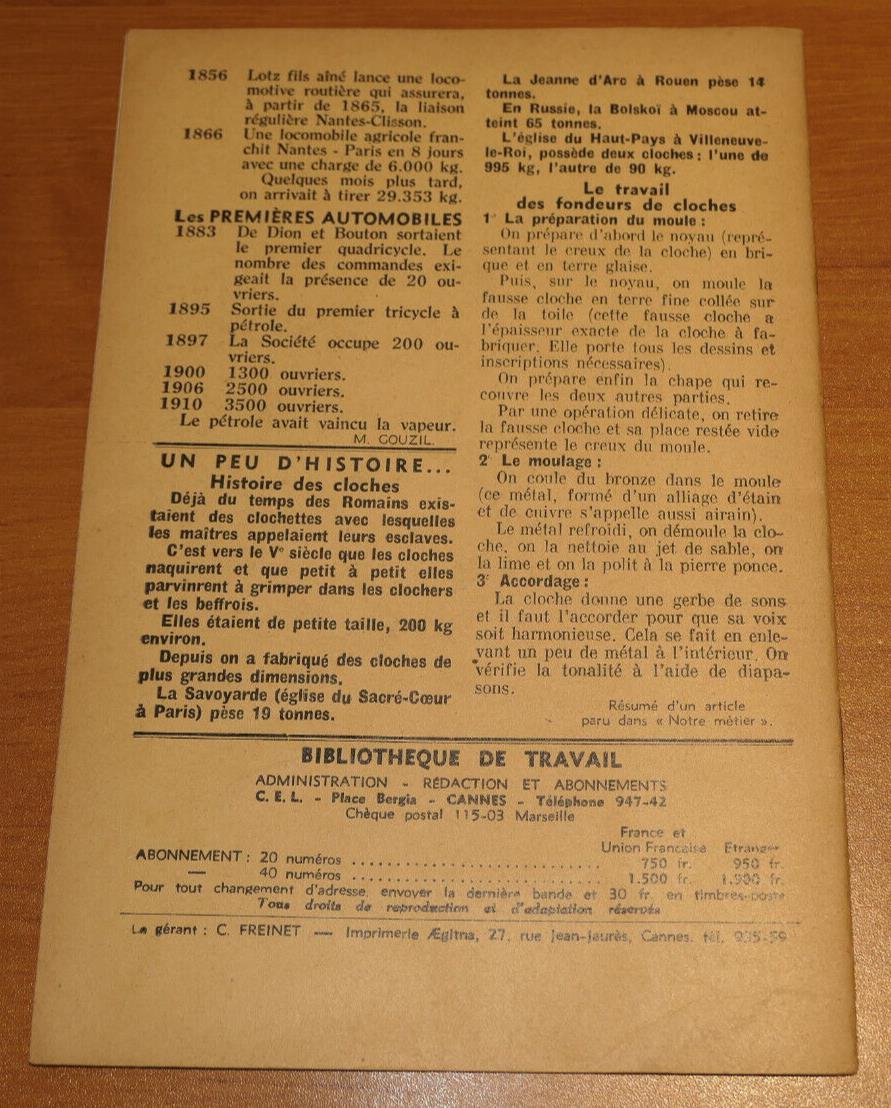 1856 Lotz fils aîné lance une loco-
motive routière qui assurera,
à partir de 1865, la liaison
régulière Nantes-Clisson.
1866 Une locomobile agricole fran-
chit Nantes - Paris en 8 jours
avec une charge de 6.000 kg.
Quelques mois plus tard,
on arrivait à tirer 29.353 kg.
Les PREMIÈRES AUTOMOBILES
1883 De Dion et Bouton sortaient
le premier quadricycle. Le
nombre des commandes exi-
geait la présence de 20 ou-
vriers.
1895 Sortie du premier tricycle à
pétrole.
1897 La Société occupe 200 ou-
vriers.
1900 1300 ouvriers.
1906 2500 ouvriers.
1910 3500 ouvriers.
Le pétrole avait vaincu la vapeur.
M. GOUZIL.
UN PEU D'HISTOIRE...
Histoire des cloches
Déjà du temps des Romains exis-
taient des clochettes avec lesquelles
les maîtres appelaient leurs esclaves.
C'est vers le Ve siècle que les cloches
naquirent et que petit à petit elles
parvinrent à grimper dans les clochers
et les beffrois.
Elles étaient de petite taille, 200 kg
environ.
Depuis on a fabriqué des cloches de
plus grandes dimensions.
La Savoyarde (église du Sacré-Cœur
à Paris) pèse 19 tonnes.
La Jeanne d'Arc à Rouen pèse 14
tonnes.
En Russie, la Bolskoï à Moscou at-
teint 65 tonnes.
L'église du Haut-Pays à Villeneuve-
le-Roi, possède deux cloches : l'une de
995 kg, l'autre de 90 kg.
Le travail
des fondeurs de cloches
1° La préparation du moule :
On prépare d'abord le noyau (repré-
sentant le creux de la cloche) en bri-
que et en terre glaise.
Puis, sur le noyau, on moule la
fausse cloche en terre fine collée sur
de la toile (cette fausse cloche a
l'épaisseur exacte de la cloche à fa-
briquer. Elle porte tous les dessins et
inscriptions nécessaires).
On prépare enfin la chape qui re-
couvre les deux autres parties.
Par une opération délicate, on retire
la fausse cloche et sa place restée vide
représente le creux du moule.
2° Le moulage :
On coule du bronze dans le moule
(ce métal, formé d'un alliage d'étain
et de cuivre s'appelle aussi airain).
Le métal refroidi, on démoule la clo-
che, on la nettoie au jet de sable, on
la lime et on la polit à la pierre ponce.
3° Accordage :
La cloche donne une gerbe de sons
et il faut l'accorder pour que sa voix
soit harmonieuse. Cela se fait en enle-
vant un peu de métal à l'intérieur. On
vérifie la tonalité à l'aide de diapa-
sons.
Résumé d'un article
paru dans « Notre métier ».
BIBLIOTHEQUE DE TRAVAIL
ADMINISTRATION - RÉDACTION ET ABONNEMENTS
C. E. L. - Place Bergia - CANNES - Téléphone 947-42
Chèque postal 115-03 Marseille
France et
Union Francaise Etranger
ABONNEMENT : 20 numéros ............................ 750 fr. 950 fr.
— 40 numéros ............................ 1.500 fr. 1.900 fr.
Pour tout changement d'adresse, envoyer la dernière bande et 30 fr. en timbres-poste
Tous droits de reproduction et d'adaptation réservés
Le gérant : C. FREINET — Imprimerie Ægitna, 27, rue Jean-Jaurès, Cannes. tél. 935-59